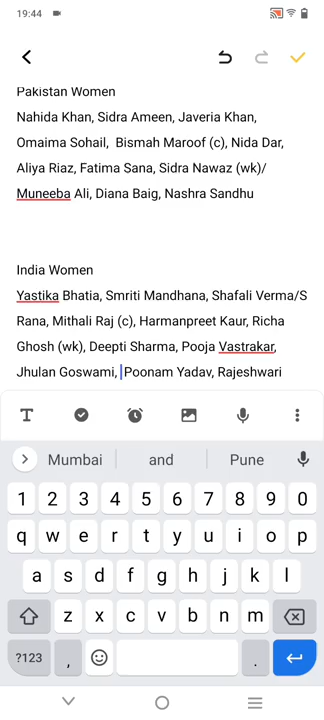 19:44
Pakistan Women
Nahida Khan, Sidra Ameen, Javeria Khan,
Omaima Sohail,  Bismah Maroof (c), Nida Dar,
Aliya Riaz, Fatima Sana, Sidra Nawaz (wk)/
Muneeba Ali, Diana Baig, Nashra Sandhu
India Women
Yastika Bhatia, Smriti Mandhana, Shafali Verma/S
Rana, Mithali Raj (c), Harmanpreet Kaur, Richa
Ghosh (wk), Deepti Sharma, Pooja Vastrakar,
Jhulan Goswami, Poonam Yadav, Rajeshwari
T
Mumbai and Pune
1 2 3 4 5 6 7 8 9 0
q w e r t y u i o p
a s d f g h j k l
z x c v b n m
?123 , .